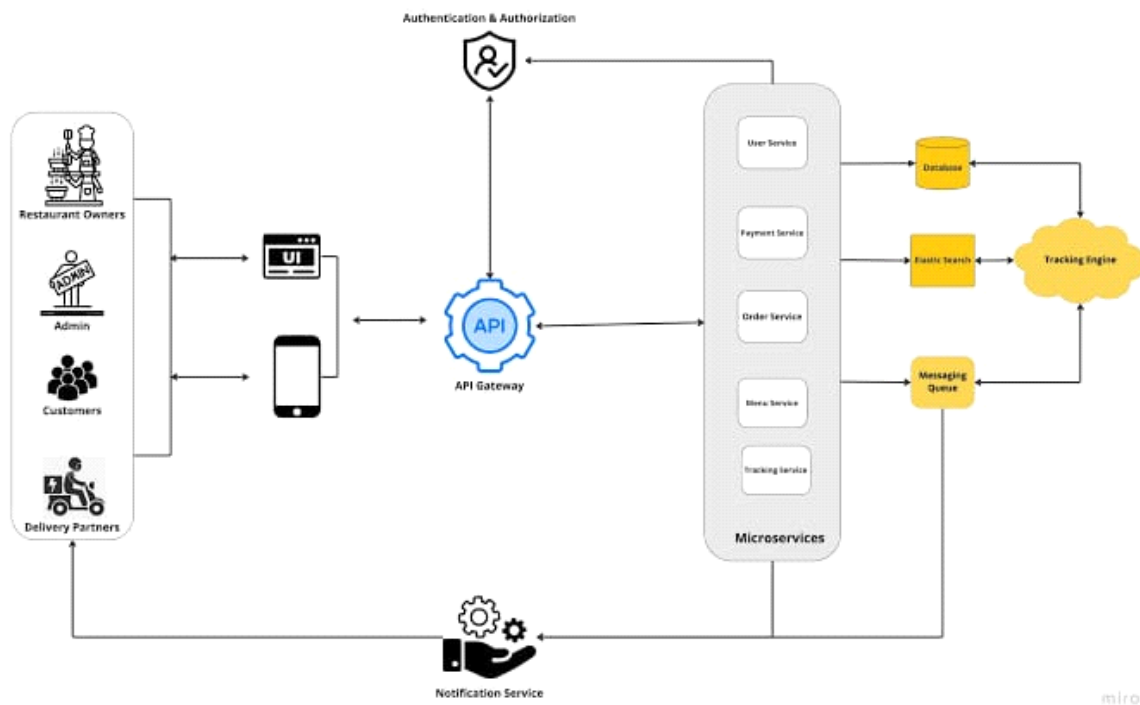 Authentication & Authorization
Restaurant Owners
ADMIN
Admin
Customers
Delivery Partners
UI
API
API Gateway
User Service
Payment Service
Order Service
Menu Service
Tracking Service
Microservices
Database
Elastic Search
Messaging
Queue
Tracking Engine
Notification Service
miro